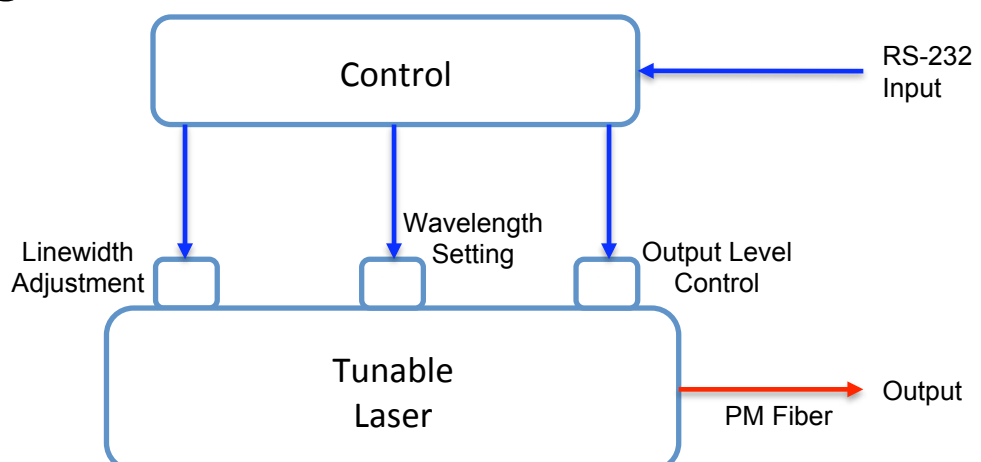 Control
RS-232
Input
Linewidth
Adjustment
Wavelength
Setting
Output Level
Control
Tunable
Laser
PM Fiber
Output